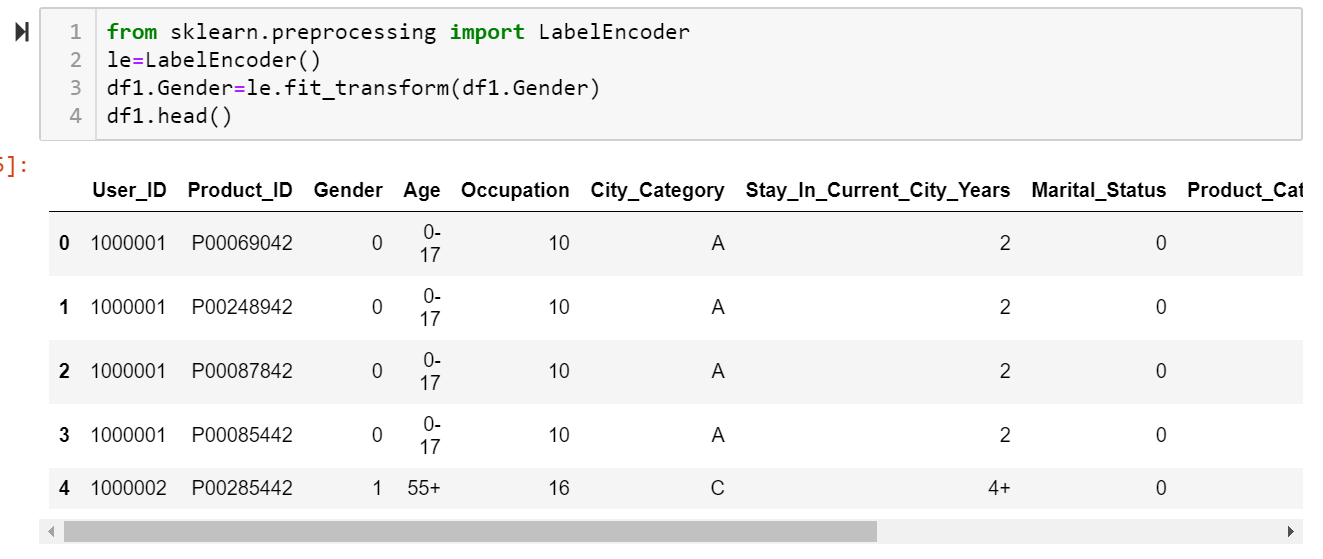 1 from sklearn.preprocessing import LabelEncoder
2 le=LabelEncoder()
3 df1.Gender=le.fit_transform(df1.Gender)
4 df1.head()
5]:
User_ID Product_ID Gender Age Occupation City_Category Stay_In_Current_City_Years Marital_Status Product_Cat
0 1000001 P00069042 0 0-
17 10 A 2 0
1 1000001 P00248942 0 0-
17 10 A 2 0
2 1000001 P00087842 0 0-
17 10 A 2 0
3 1000001 P00085442 0 0-
17 10 A 2 0
4 1000002 P00285442 1 55+ 16 C 4+ 0